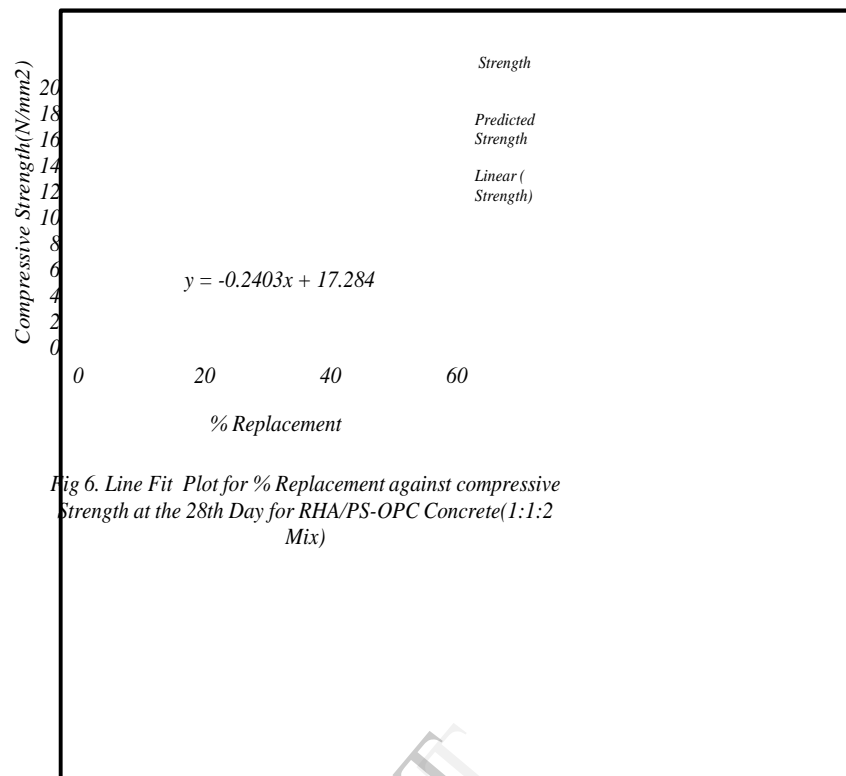 Strength
Predicted
Strength
Linear (
Strength)
Compressive Strength(N/mm2)
20
18
16
14
12
10
8
6
4
2
0
y = -0.2403x + 17.284
0 20 40 60
% Replacement
Fig 6. Line Fit Plot for % Replacement against compressive
Strength at the 28th Day for RHA/PS-OPC Concrete(1:1:2
Mix)